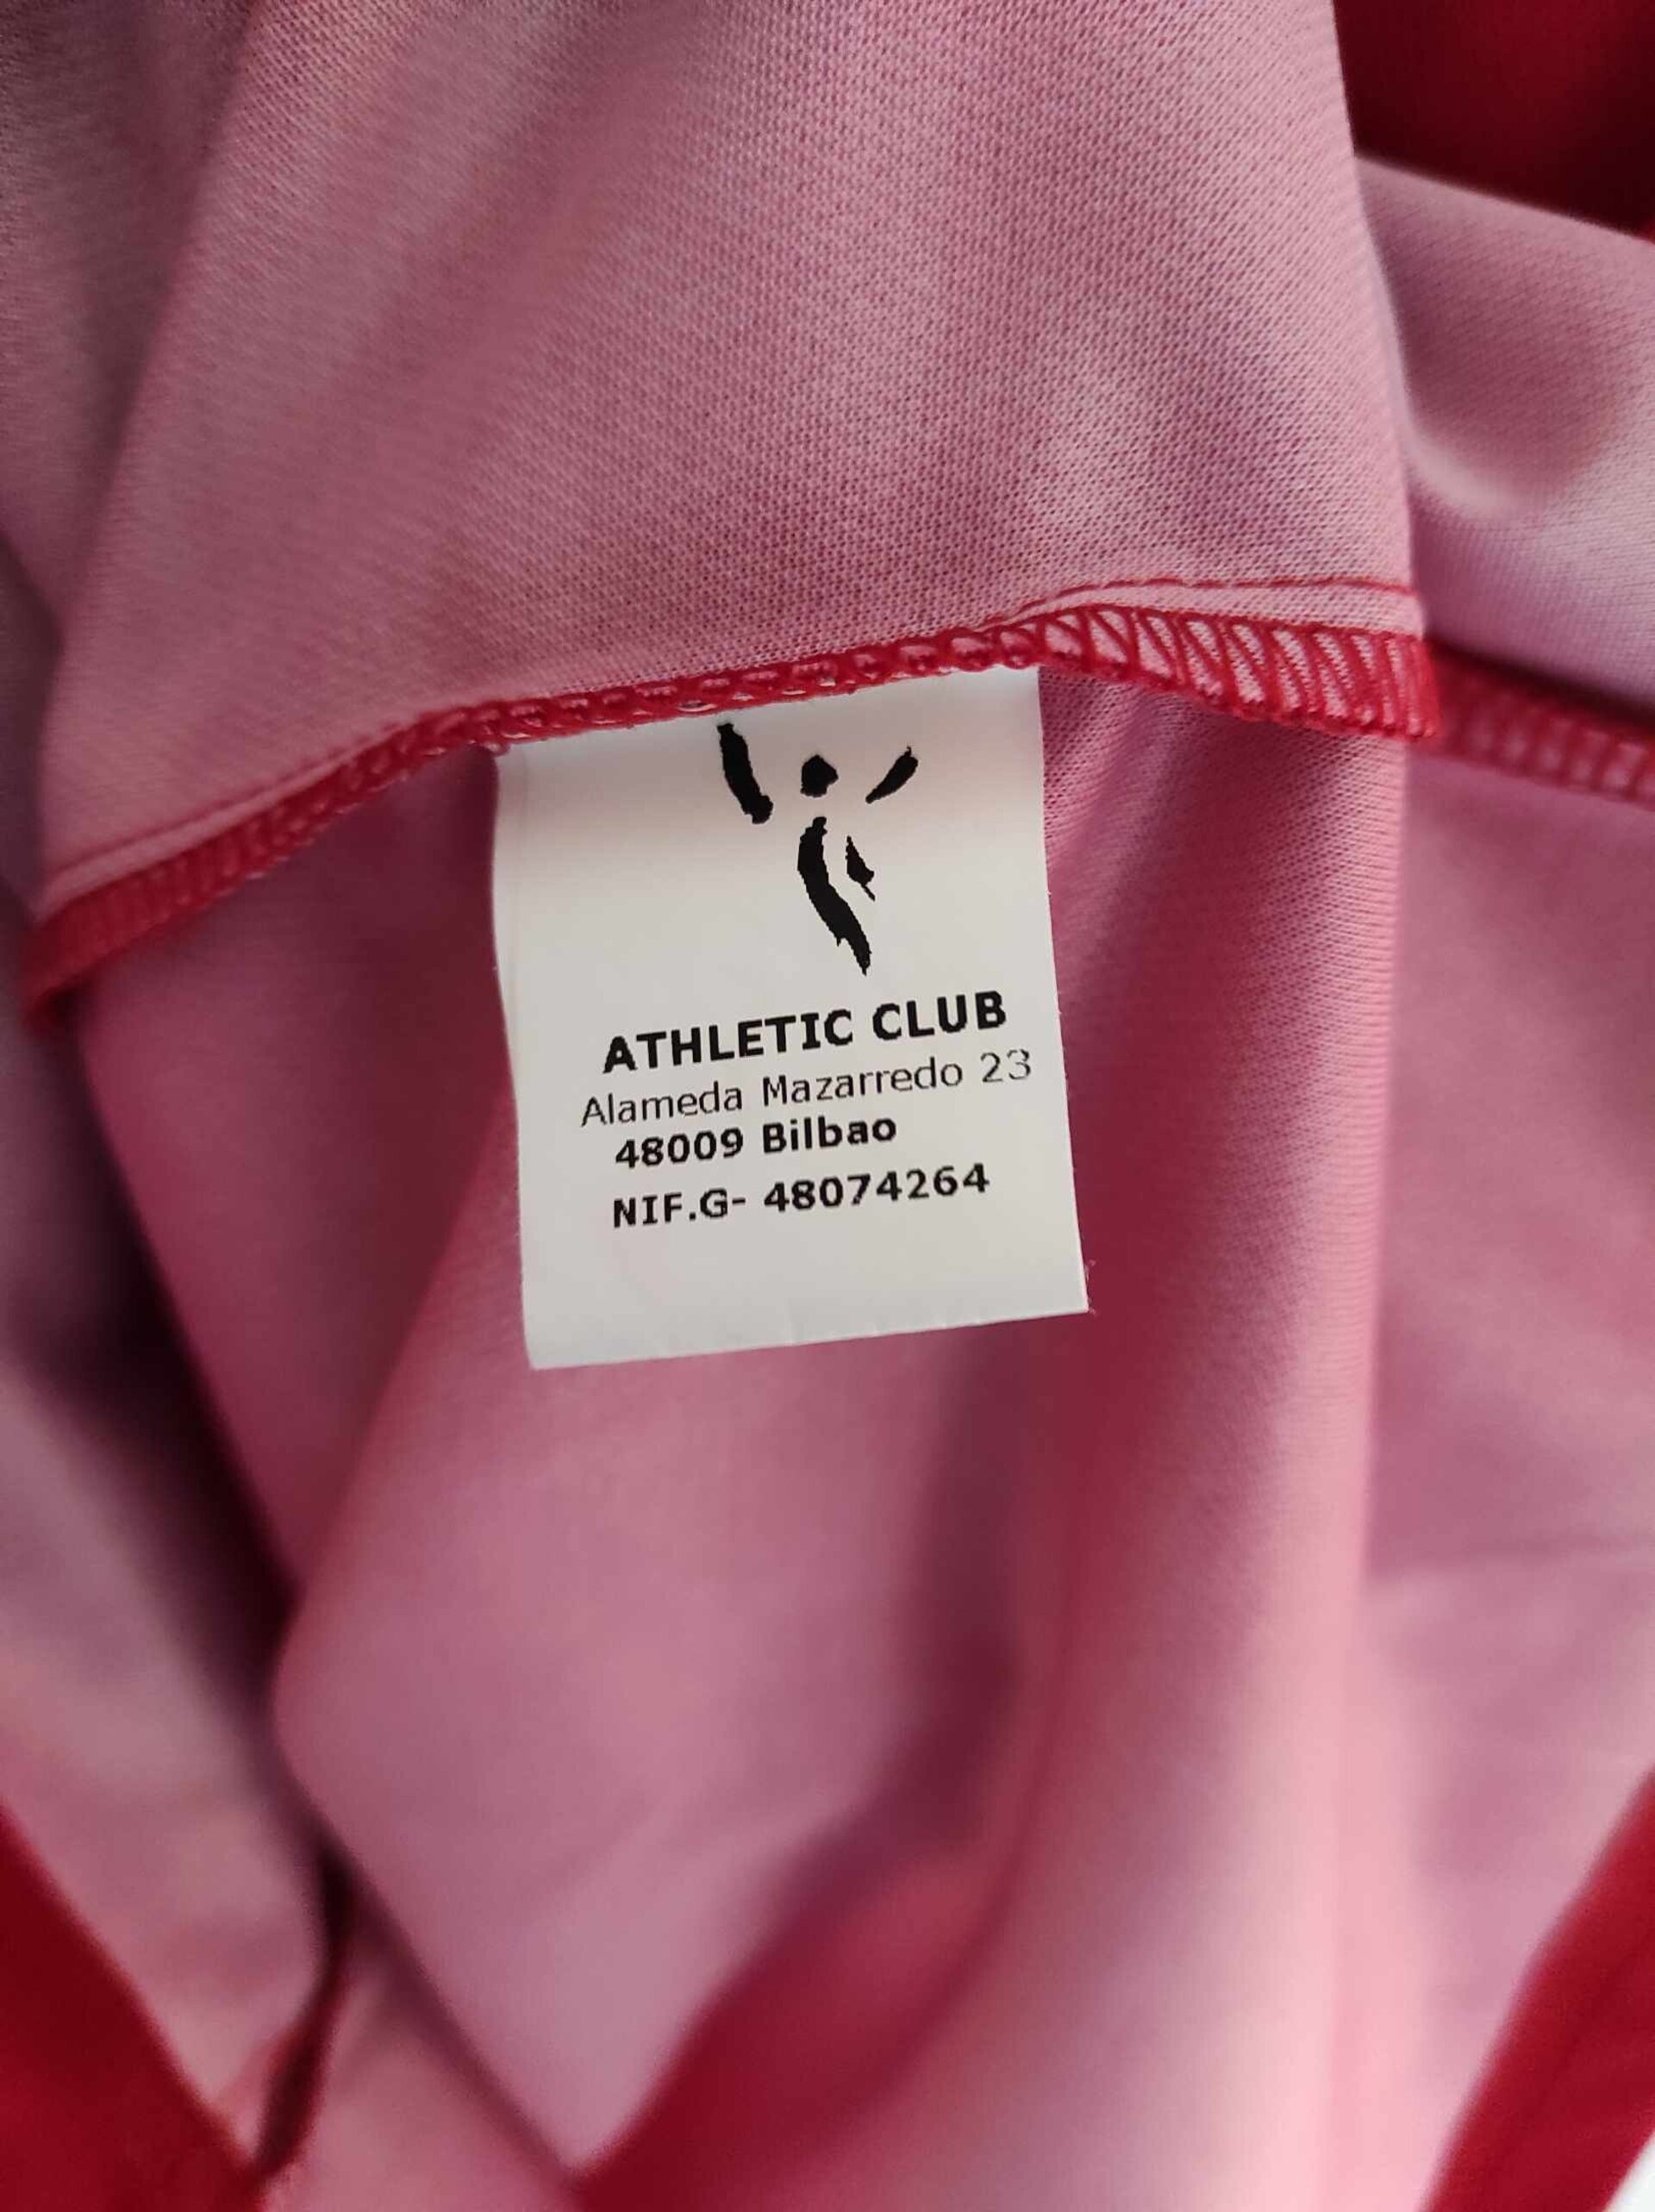 ATHLETIC CLUB
Alameda Mazarredo 23
48009 Bilbao
NIF.G- 48074264